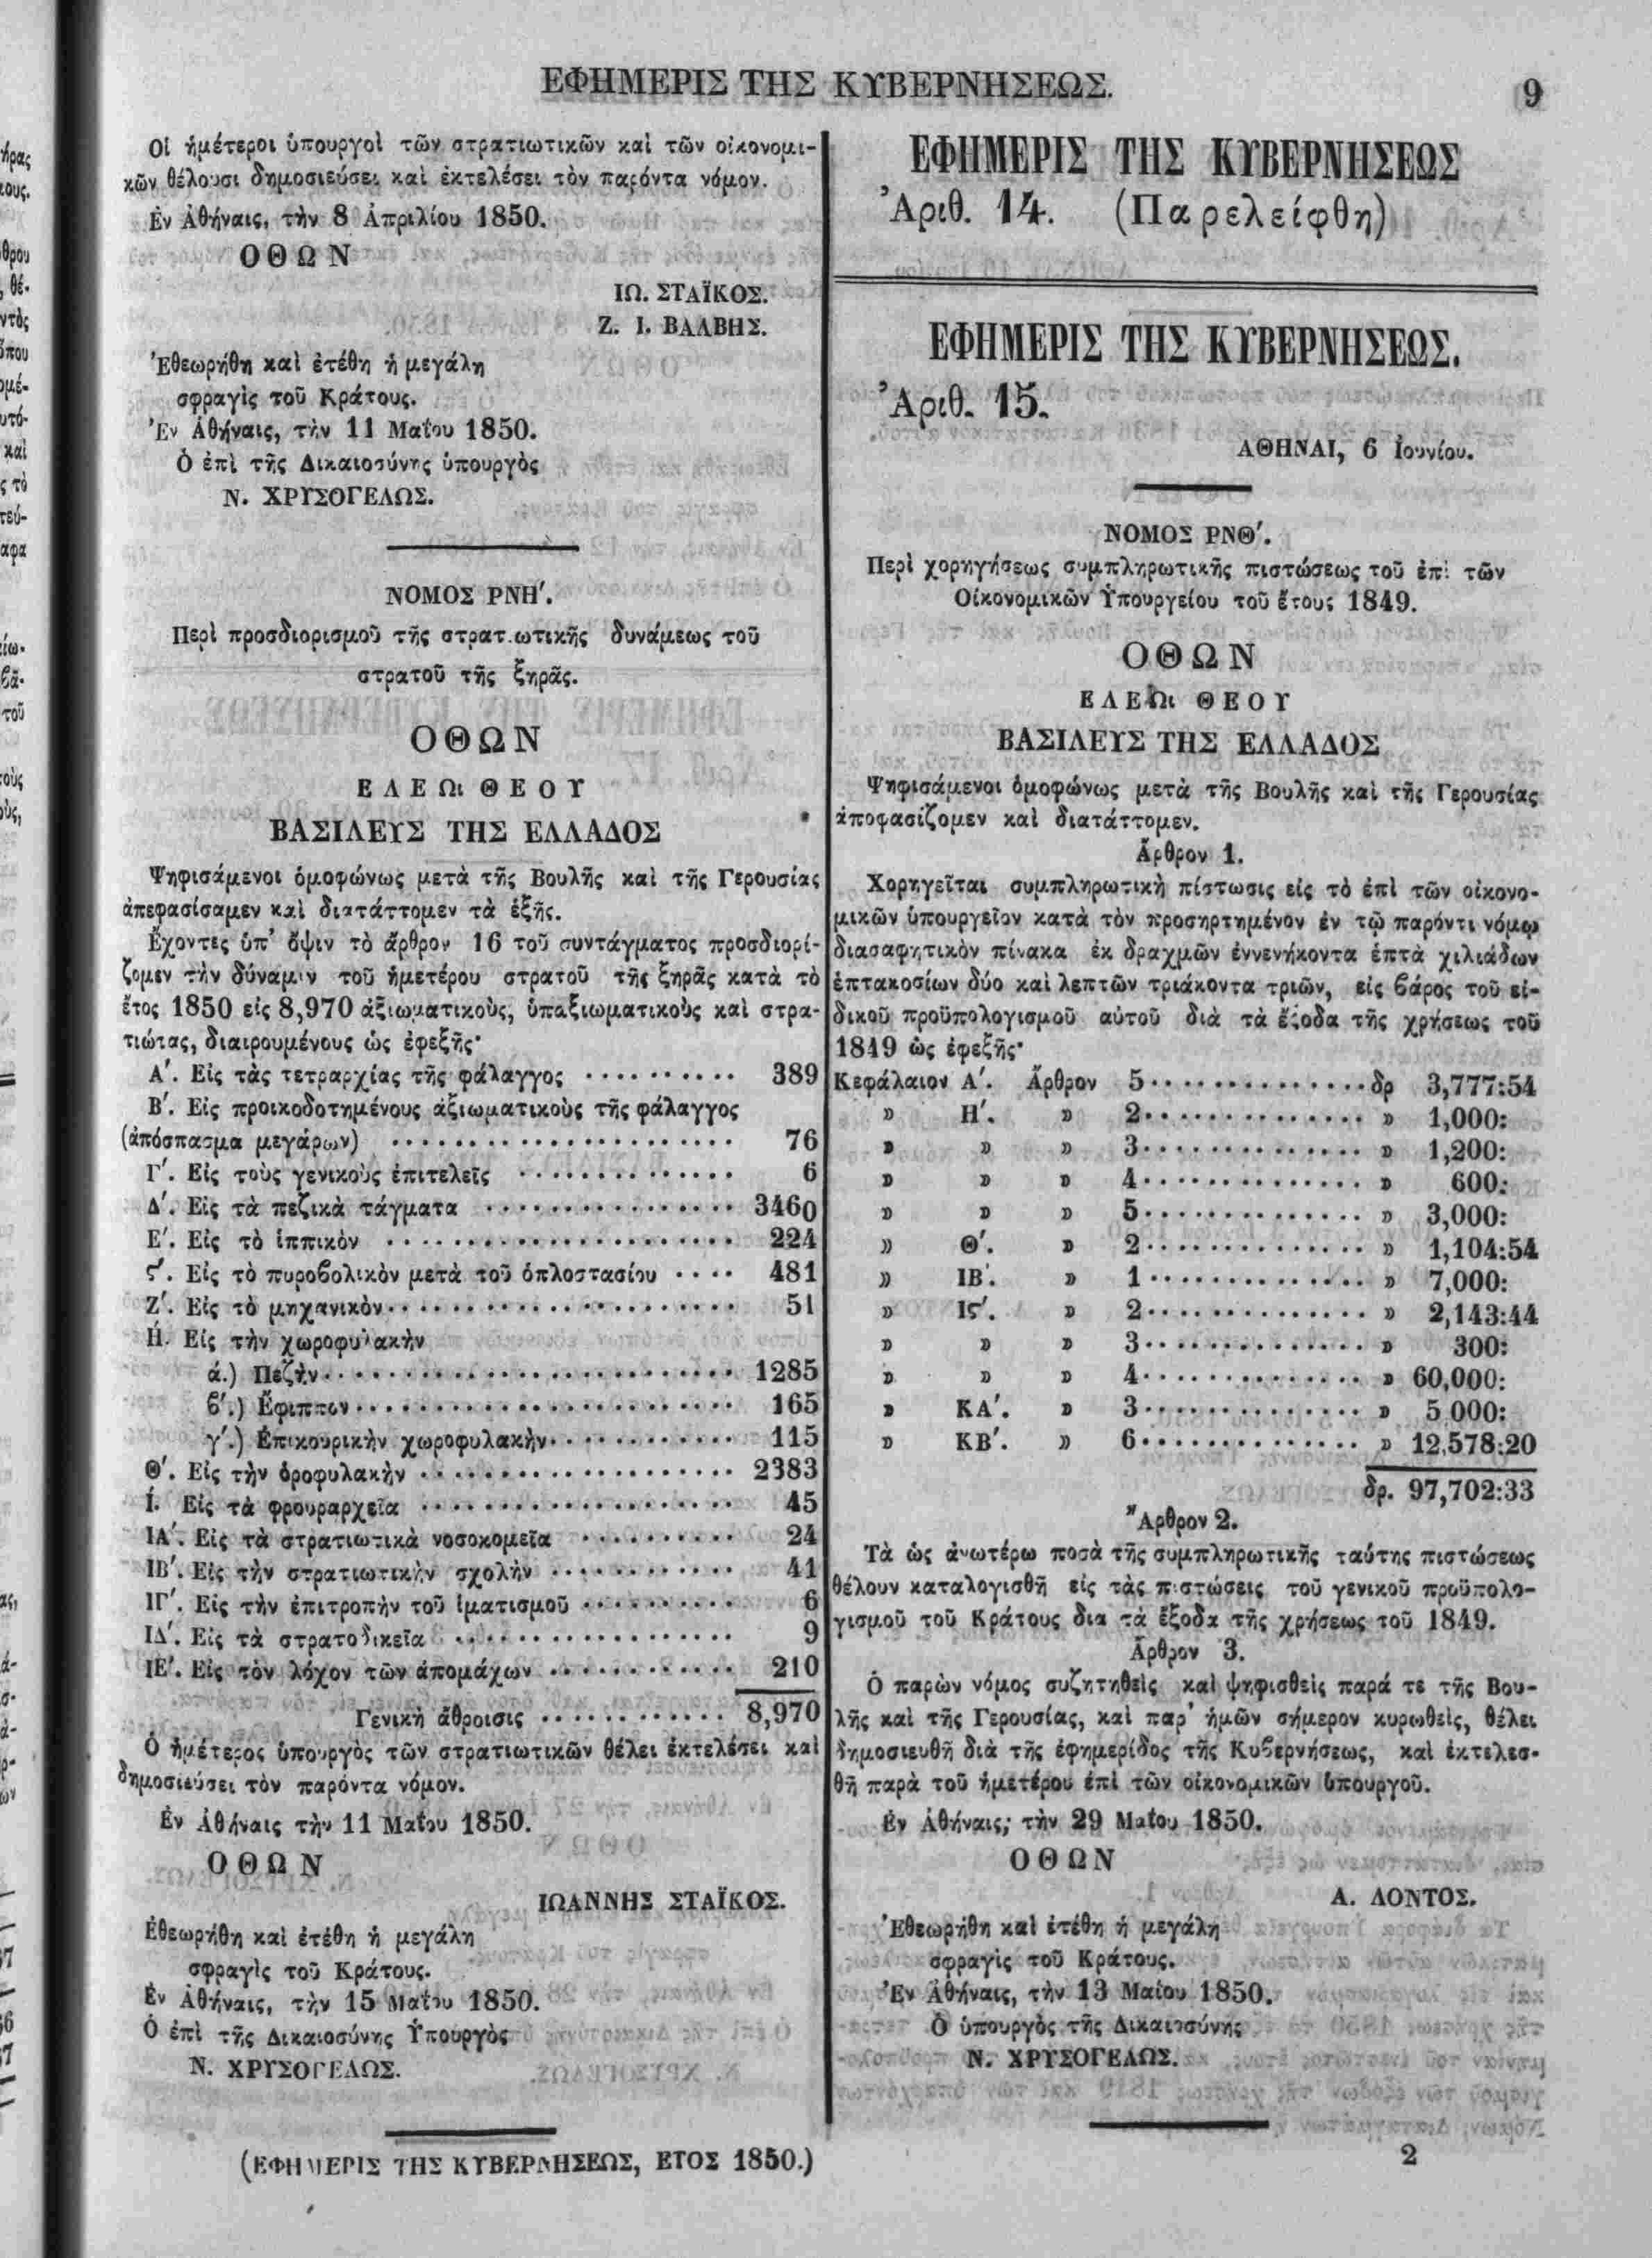 ΕΦΗΜΕΡΙΣ ΤΗΣ ΚΥΒΕΡΝΗΣΕΩΣ.
9
Οἱ ἡμέτεροι ὑπουργοὶ τῶν στρατιωτικῶν καὶ τῶν οἰκονομι-
κῶν θέλουσι δημοσιεύσει καὶ ἐκτελέσει τὸν παρόντα νόμον.
Ἐν Ἀθήναις, τὴν 8 Ἀπριλίου 1850.
ΟΘΩΝ
ΙΩ. ΣΤΑΪΚΟΣ.
Ζ. Ι. ΒΑΛΒΗΣ.
Ἐθεωρήθη καὶ ἐτέθη ἡ μεγάλη
σφραγὶς τοῦ Κράτους.
Ἐν Ἀθήναις, τὴν 11 Μαΐου 1850.
Ὁ ἐπὶ τῆς Δικαιοσύνης ὑπουργὸς
Ν. ΧΡΥΣΟΓΕΛΩΣ.
ΝΟΜΟΣ ΡΝΗ′.
Περὶ προσδιορισμοῦ τῆς στρατιωτικῆς δυνάμεως τοῦ
στρατοῦ τῆς ξηρᾶς.
ΟΘΩΝ
ΕΛΕΩι ΘΕΟΥ
ΒΑΣΙΛΕΥΣ ΤΗΣ ΕΛΛΑΔΟΣ
Ψηφισάμενοι ὁμοφώνως μετὰ τῆς Βουλῆς καὶ τῆς Γερουσίας
ἀπεφασίσαμεν καὶ διατάττομεν τὰ ἑξῆς.
Ἔχοντες ὑπ' ὄψιν τὸ ἄρθρον 16 τοῦ συντάγματος προσδιορί-
ζομεν τὴν δύναμιν τοῦ ἡμετέρου στρατοῦ τῆς ξηρᾶς κατὰ τὸ
ἔτος 1850 εἰς 8,970 ἀξιωματικοὺς, ὑπαξιωματικοὺς καὶ στρα-
τιώτας, διαιρουμένους ὡς ἐφεξῆς·
Α′. Εἰς τὰς τετραρχίας τῆς φάλαγγος .......... 389
Β′. Εἰς προικοδοτημένους ἀξιωματικοὺς τῆς φάλαγγος
(ἀπόσπασμα μεγάρων) .......... 76
Γ′. Εἰς τοὺς γενικοὺς ἐπιτελεῖς .......... 6
Δ′. Εἰς τὰ πεζικὰ τάγματα .......... 3460
Ε′. Εἰς τὸ ἱππικὸν .......... 224
ς′. Εἰς τὸ πυροβολικὸν μετὰ τοῦ ὁπλοστασίου .... 481
Ζ′. Εἰς τὸ μηχανικὸν .......... 51
Η. Εἰς τὴν χωροφυλακὴν
ά.) Πεζὴν .......... 1285
β′.) Ἔφιππον .......... 165
γ′.) Ἐπικουρικὴν χωροφυλακὴν .......... 115
Θ′. Εἰς τὴν ὁροφυλακὴν .......... 2383
Ί. Εἰς τὰ φρουραρχεῖα .......... 45
ΙΑ′. Εἰς τὰ στρατιωτικὰ νοσοκομεῖα .......... 24
ΙΒ′. Εἰς τὴν στρατιωτικὴν σχολὴν .......... 41
ΙΓ′. Εἰς τὴν ἐπιτροπὴν τοῦ ἱματισμοῦ .......... 6
ΙΔ′. Εἰς τὰ στρατοδικεῖα .......... 9
ΙΕ′. Εἰς τὸν λόχον τῶν ἀπομάχων .......... 210
Γενικὴ ἄθροισις .......... 8,970
Ὁ ἡμέτερος ὑπουργὸς τῶν στρατιωτικῶν θέλει ἐκτελέσει καὶ
δημοσιεύσει τὸν παρόντα νόμον.
Ἐν Ἀθήναις τὴν 11 Μαΐου 1850.
ΟΘΩΝ
ΙΩΑΝΝΗΣ ΣΤΑΪΚΟΣ.
Ἐθεωρήθη καὶ ἐτέθη ἡ μεγάλη
σφραγὶς τοῦ Κράτους.
Ἐν Ἀθήναις, τὴν 15 Μαΐου 1850.
Ὁ ἐπὶ τῆς Δικαιοσύνης Ὑπουργὸς
Ν. ΧΡΥΣΟΓΕΛΩΣ.
(ΕΦΗΜΕΡΙΣ ΤΗΣ ΚΥΒΕΡΝΗΣΕΩΣ, ΕΤΟΣ 1850.)
ΕΦΗΜΕΡΙΣ ΤΗΣ ΚΥΒΕΡΝΗΣΕΩΣ
Ἀριθ. 14. (Παρελείφθη)
ΕΦΗΜΕΡΙΣ ΤΗΣ ΚΥΒΕΡΝΗΣΕΩΣ.
Ἀριθ. 15.
ΑΘΗΝΑΙ, 6 Ἰουνίου.
ΝΟΜΟΣ ΡΝΘ′.
Περὶ χορηγήσεως συμπληρωτικῆς πιστώσεως τοῦ ἐπὶ τῶν
Οἰκονομικῶν Ὑπουργείου τοῦ ἔτους 1849.
ΟΘΩΝ
ΕΛΕΩι ΘΕΟΥ
ΒΑΣΙΛΕΥΣ ΤΗΣ ΕΛΛΑΔΟΣ
Ψηφισάμενοι ὁμοφώνως μετὰ τῆς Βουλῆς καὶ τῆς Γερουσίας
ἀποφασίζομεν καὶ διατάττομεν.
Ἄρθρον 1.
Χορηγεῖται συμπληρωτικὴ πίστωσις εἰς τὸ ἐπὶ τῶν οἰκονο-
μικῶν ὑπουργεῖον κατὰ τὸν προσηρτημένον ἐν τῷ παρόντι νόμῳ
διασαφητικὸν πίνακα ἐκ δραχμῶν ἐννενήκοντα ἑπτὰ χιλιάδων
ἑπτακοσίων δύο καὶ λεπτῶν τριάκοντα τριῶν, εἰς βάρος τοῦ εἰ-
δικοῦ προϋπολογισμοῦ αὐτοῦ διὰ τὰ ἔξοδα τῆς χρήσεως τοῦ
1849 ὡς ἐφεξῆς·
Κεφάλαιον Α′. Ἄρθρον 5 .......... δρ 3,777:54
» Η′. » 2 .......... » 1,000:
» » » 3 .......... » 1,200:
» » » 4 .......... » 600:
» » » 5 .......... » 3,000:
» Θ′. » 2 .......... » 1,104:54
» ΙΒ′. » 1 .......... » 7,000:
» Ις′. » 2 .......... » 2,143:44
» » » 3 .......... » 300:
» » » 4 .......... » 60,000:
» ΚΑ′. » 3 .......... » 5,000:
» ΚΒ′. » 6 .......... » 12,578:20
δρ. 97,702:33
Ἄρθρον 2.
Τὰ ὡς ἀνωτέρω ποσὰ τῆς συμπληρωτικῆς ταύτης πιστώσεως
θέλουν καταλογισθῆ εἰς τὰς πιστώσεις τοῦ γενικοῦ προϋπολο-
γισμοῦ τοῦ Κράτους δια τὰ ἔξοδα τῆς χρήσεως τοῦ 1849.
Ἄρθρον 3.
Ὁ παρὼν νόμος συζητηθεὶς καὶ ψηφισθεὶς παρά τε τῆς Βου-
λῆς καὶ τῆς Γερουσίας, καὶ παρ' ἡμῶν σήμερον κυρωθεὶς, θέλει
δημοσιευθῆ διὰ τῆς ἐφημερίδος τῆς Κυβερνήσεως, καὶ ἐκτελεσ-
θῆ παρὰ τοῦ ἡμετέρου ἐπὶ τῶν οἰκονομικῶν ὑπουργοῦ.
Ἐν Ἀθήναις, τὴν 29 Μαΐου 1850.
ΟΘΩΝ
Α. ΛΟΝΤΟΣ.
Ἐθεωρήθη καὶ ἐτέθη ἡ μεγάλη
σφραγὶς τοῦ Κράτους.
Ἐν Ἀθήναις, τὴν 13 Μαΐου 1850.
Ὁ ὑπουργὸς τῆς Δικαιοσύνης
Ν. ΧΡΥΣΟΓΕΛΩΣ.
2